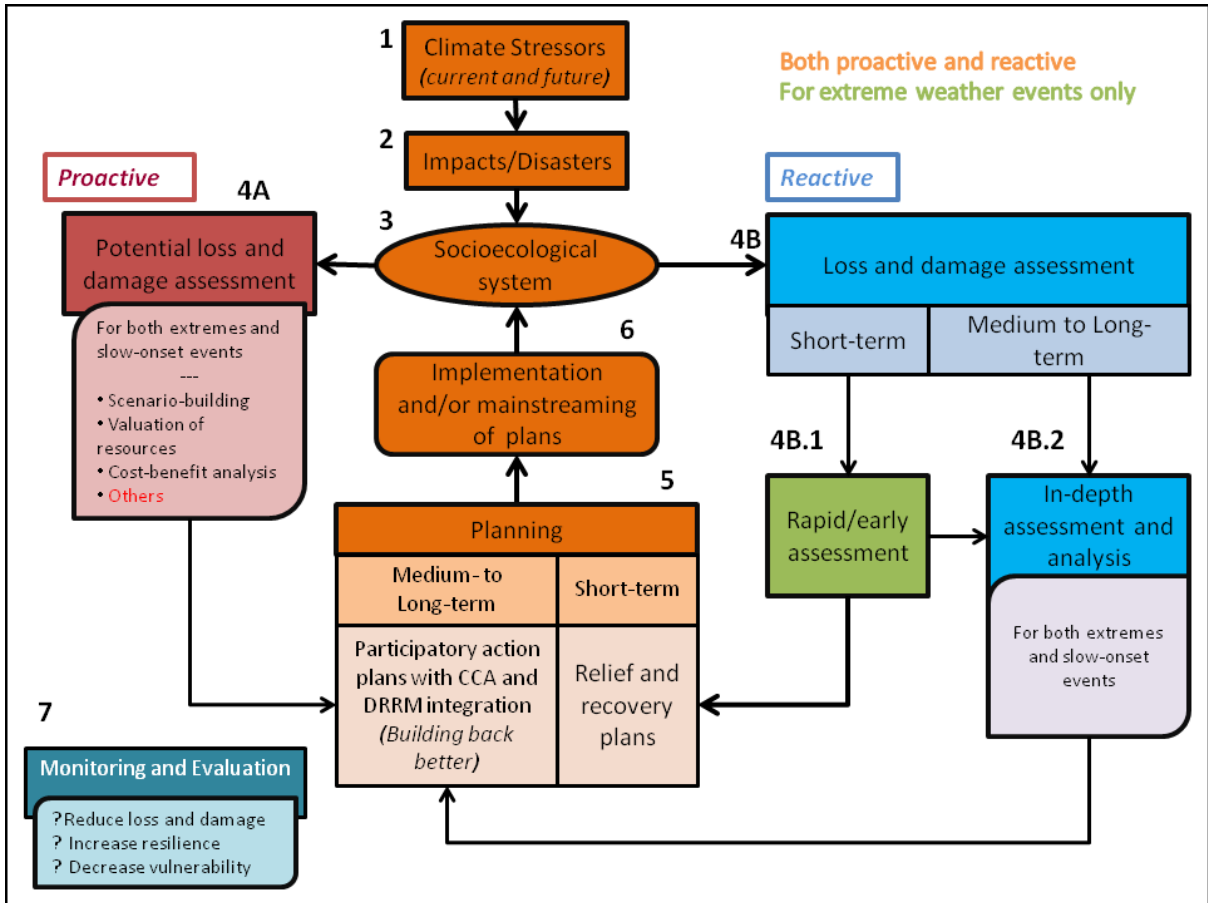 1
Climate Stressors
(current and future)
Both proactive and reactive
For extreme weather events only
2
Impacts/Disasters
Proactive
Reactive
4A
Potential loss and
damage assessment
For both extremes and
slow-onset events
---
• Scenario-building
• Valuation of
resources
• Cost-benefit analysis
• Others
3
Socioecological
system
4B
Loss and damage assessment
Short-term
Medium to Long-
term
6
Implementation
and/or mainstreaming
of plans
4B.1
Rapid/early
assessment
4B.2
In-depth
assessment and
analysis
For both extremes
and slow-onset
events
5
Planning
Medium- to
Long-term
Short-term
Participatory action
plans with CCA and
DRRM integration
(Building back
better)
Relief and
recovery
plans
7
Monitoring and Evaluation
? Reduce loss and damage
? Increase resilience
? Decrease vulnerability